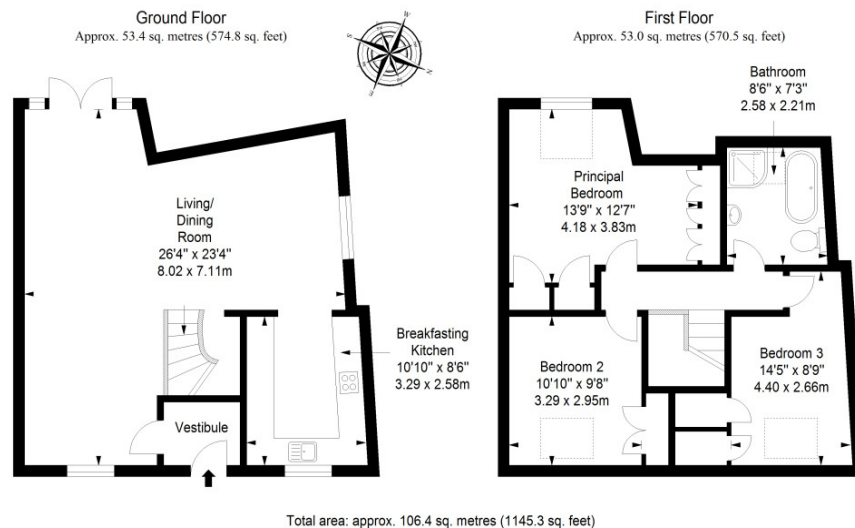 Ground Floor
Approx. 53.4 sq. metres (574.8 sq. feet)
W
S
N
E
Living/
Dining
Room
26'4" x 23'4"
8.02 x 7.11m
Breakfasting
Kitchen
10'10" x 8'6"
3.29 x 2.58m
Vestibule
First Floor
Approx. 53.0 sq. metres (570.5 sq. feet)
Bathroom
8'6" x 7'3"
2.58 x 2.21m
Principal
Bedroom
13'9" x 12'7"
4.18 x 3.83m
Bedroom 2
10'10" x 9'8"
3.29 x 2.95m
Bedroom 3
14'5" x 8'9"
4.40 x 2.66m
Total area: approx. 106.4 sq. metres (1145.3 sq. feet)